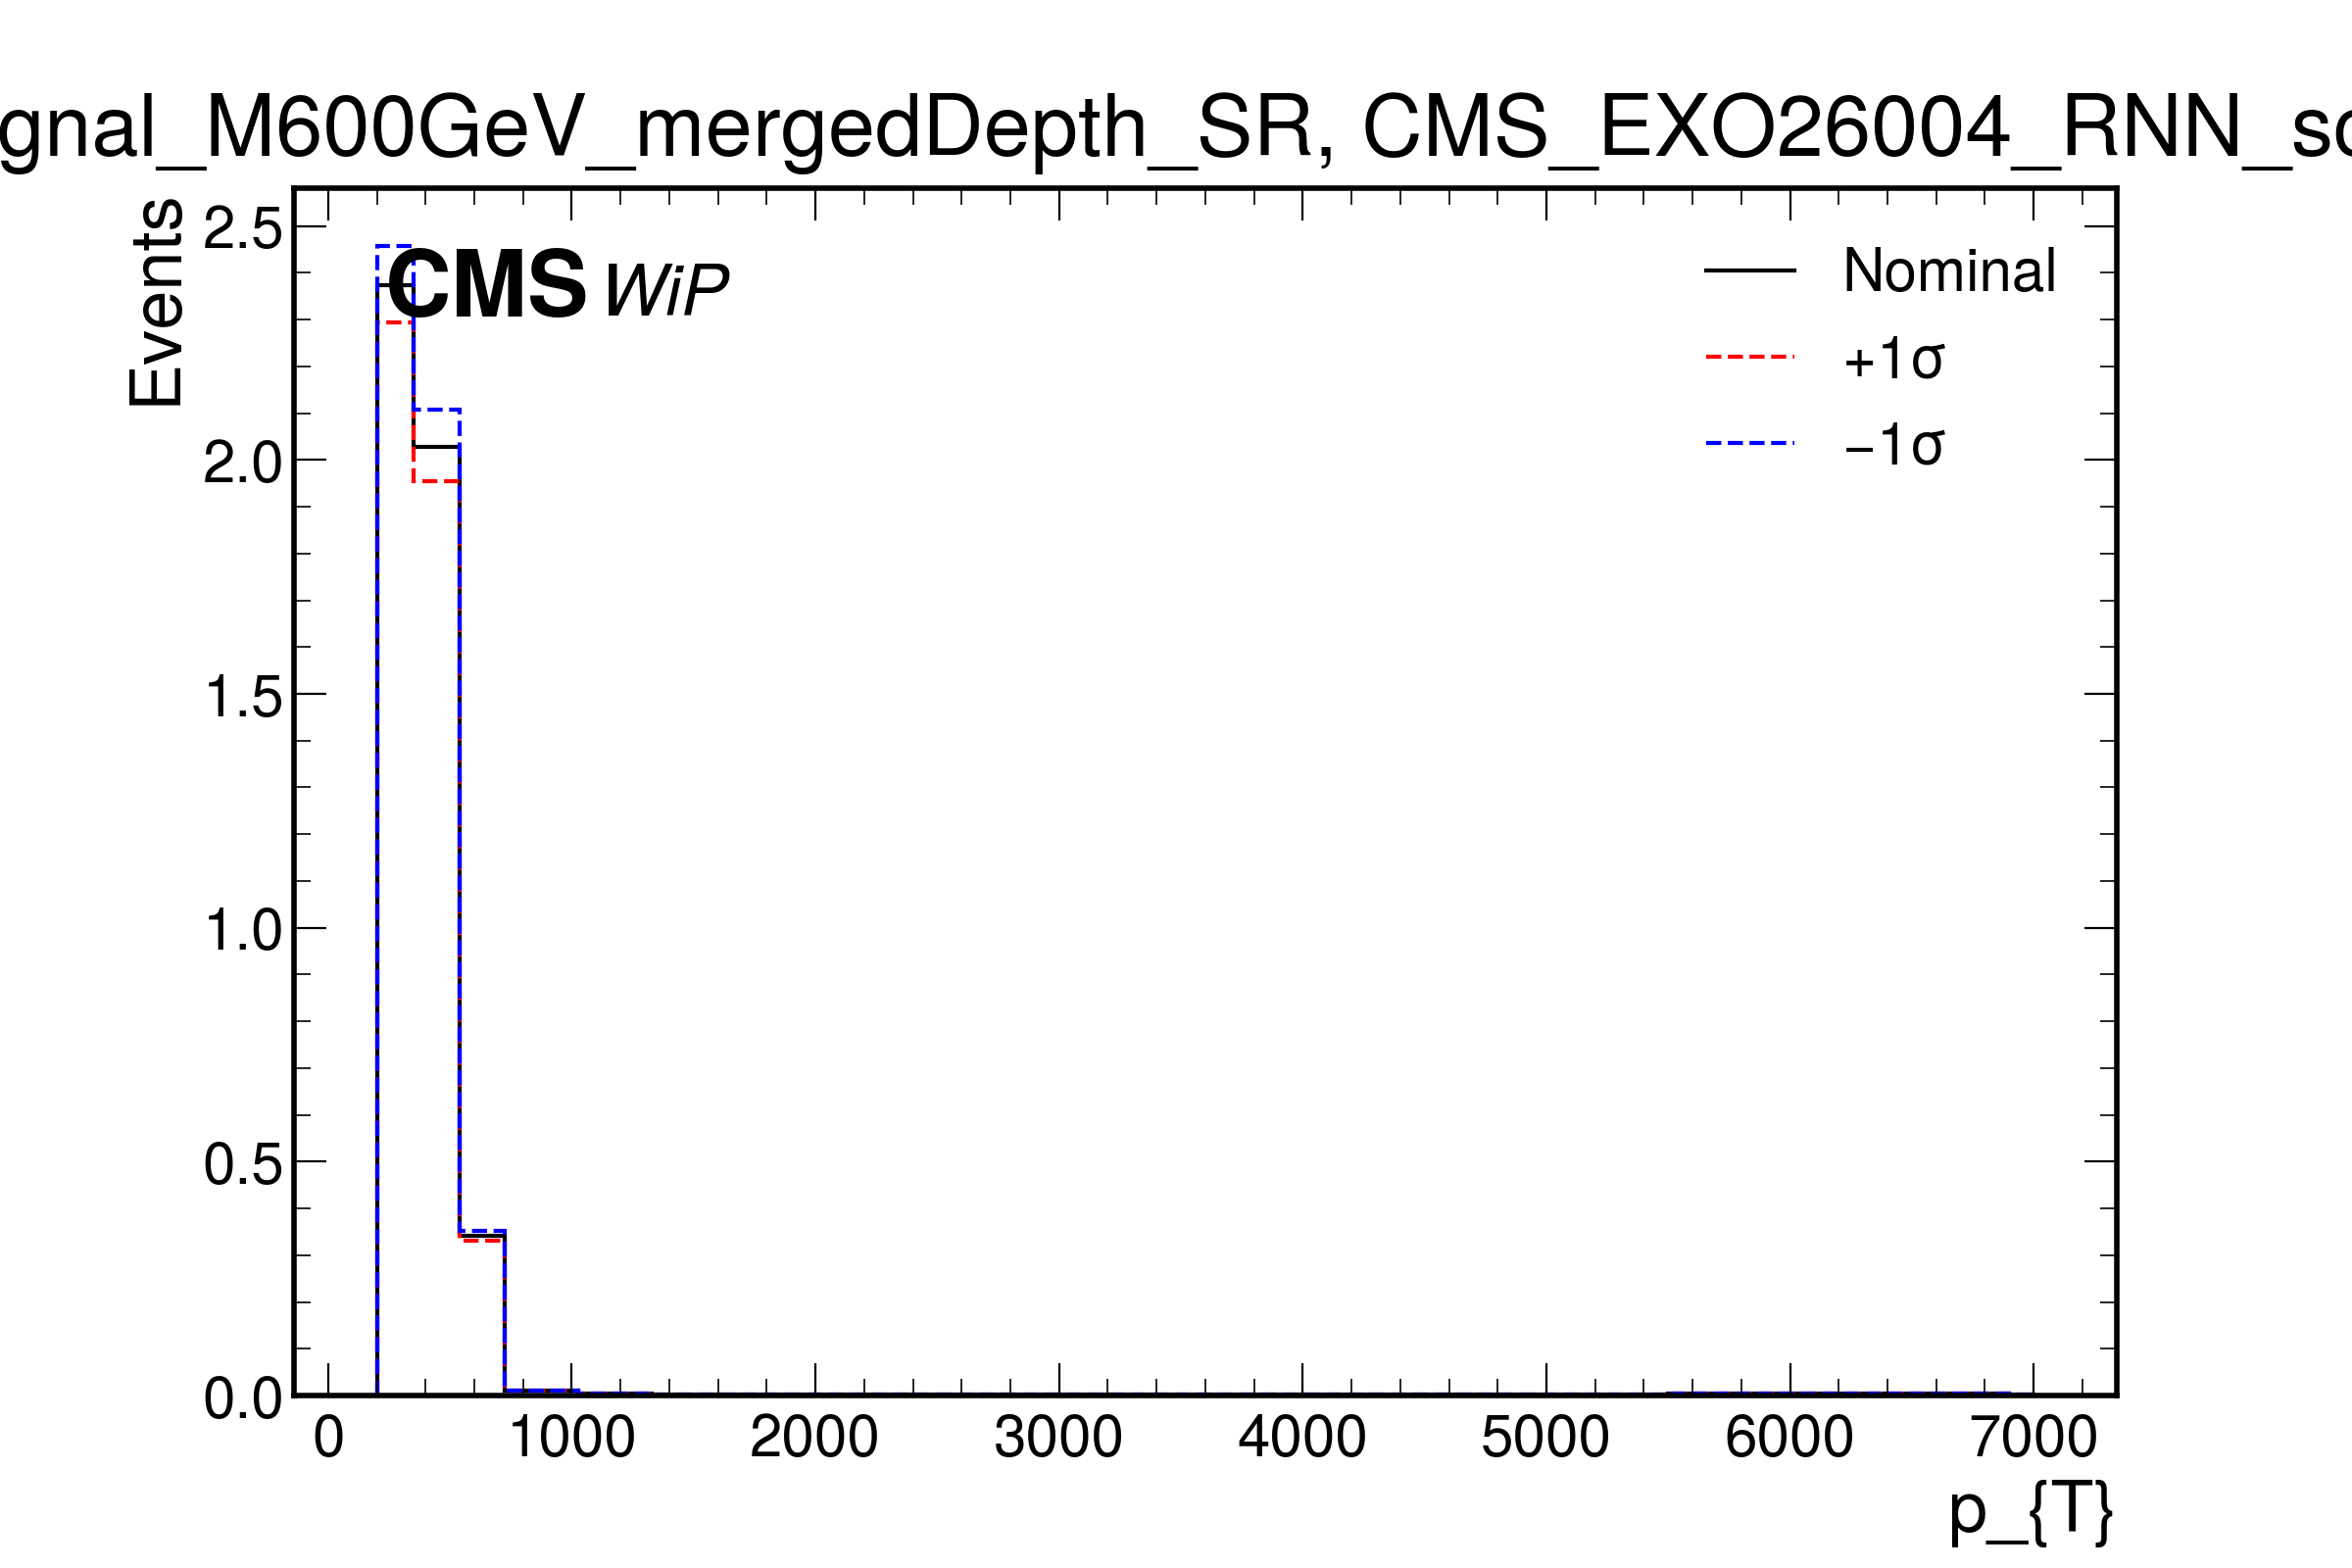 gnal_M600GeV_mergedDepth_SR, CMS_EXO26004_RNN_sc
Events
CMS WiP
Nominal
+1σ
−1σ
2.5
2.0
1.5
1.0
0.5
0.0
0 1000 2000 3000 4000 5000 6000 7000
p_{T}